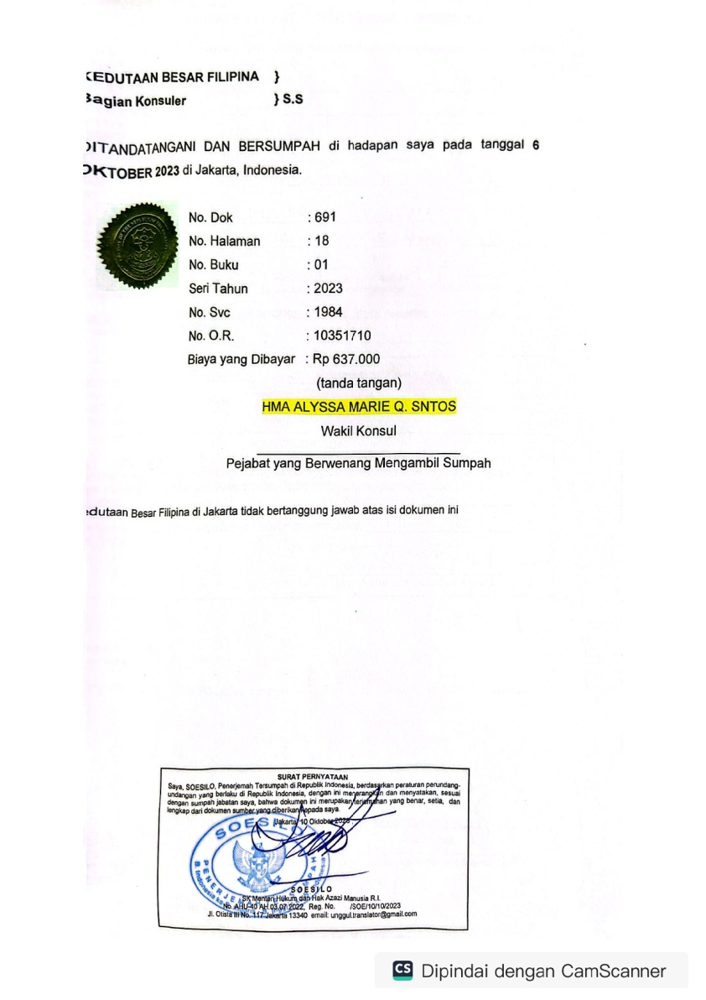 KEDUTAAN BESAR FILIPINA }
Bagian Konsuler } S.S
DITANDATANGANI DAN BERSUMPAH di hadapan saya pada tanggal 6
OKTOBER 2023 di Jakarta, Indonesia.
No. Dok : 691
No. Halaman : 18
No. Buku : 01
Seri Tahun : 2023
No. Svc : 1984
No. O.R. : 10351710
Biaya yang Dibayar : Rp 637.000
(tanda tangan)
HMA ALYSSA MARIE Q. SNTOS
Wakil Konsul
Pejabat yang Berwenang Mengambil Sumpah
edutaan Besar Filipina di Jakarta tidak bertanggung jawab atas isi dokumen ini
SURAT PERNYATAAN
Saya, SOESILO, Penerjemah Tersumpah di Republik Indonesia, berdasarkan peraturan perundang-
undangan yang berlaku di Republik Indonesia, dengan ini menerangkan dan menyatakan, sesuai
dengan sumpah jabatan saya, bahwa dokumen ini merupakan terjemahan yang benar, setia, dan
lengkap dari dokumen sumber yang diberikan kepada saya.
Jakarta, 10 Oktober 2023
SOESILO
PENERJEMAH
SOESILO
SK Menteri Hukum dan Hak Azazi Manusia R.I.
No. AHU-40 AH.03.07.2022, Reg. No. /SOE/10/10/2023
Jl. Otista III No. 117 Jakarta 13340 email: unggul.translator@gmail.com
CS Dipindai dengan CamScanner